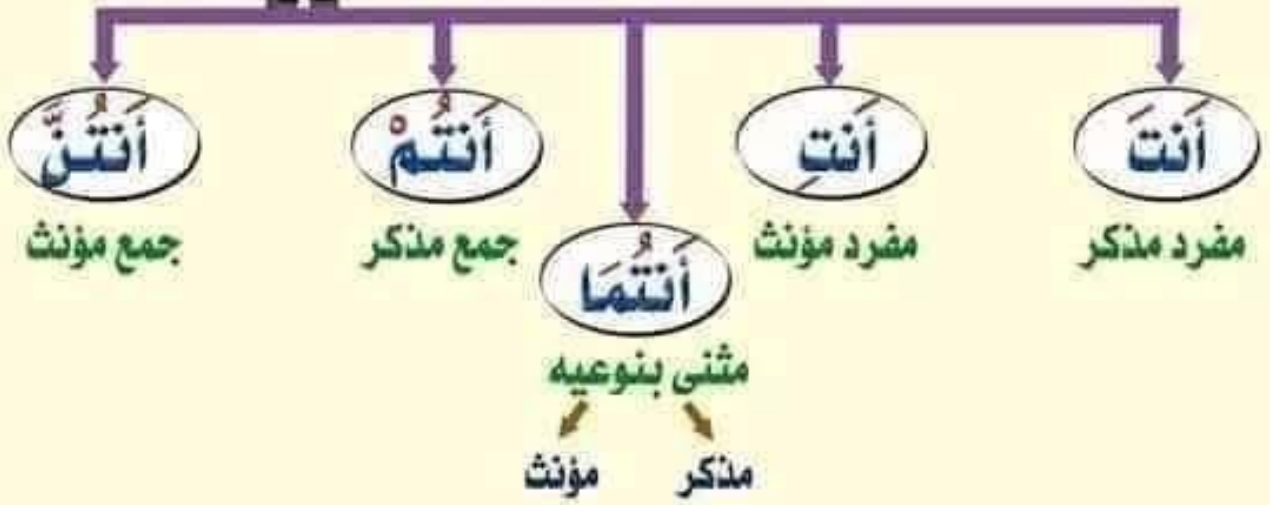 أَنتَ أَنتِ أَنتُمْ أَنتُنَّ
مفرد مذكر مفرد مؤنث جمع مذكر جمع مؤنث
أَنتُمَا
مثنى بنوعيه
مذكر مؤنث